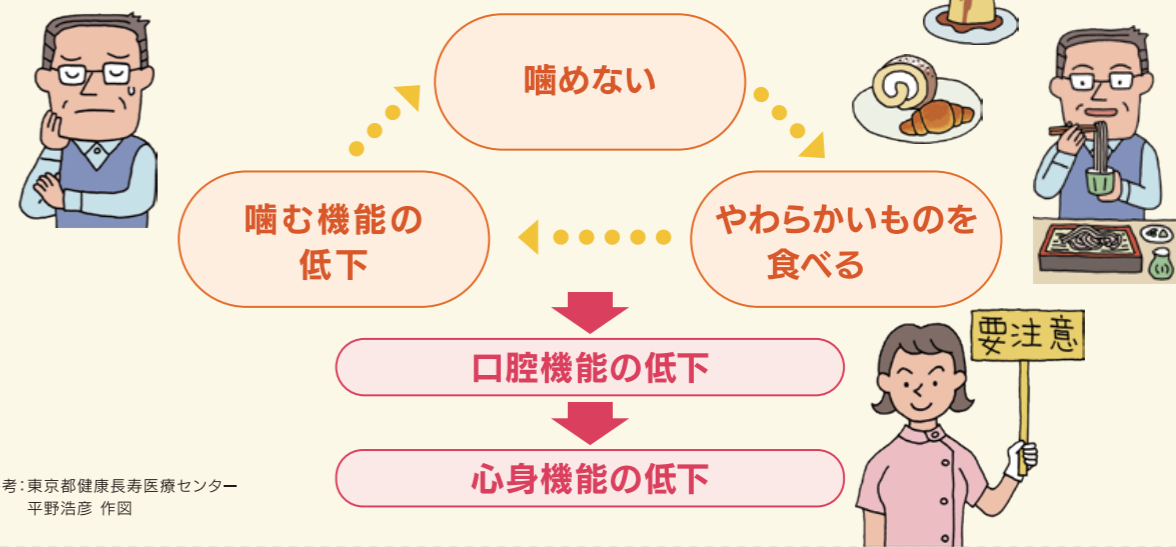 噛めない
噛む機能の
低下
やわらかいものを
食べる
口腔機能の低下
要注意
心身機能の低下
考:東京都健康長寿医療センター
平野浩彦 作図